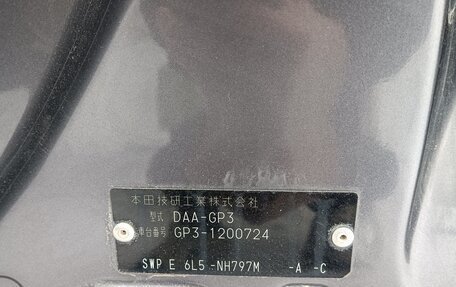 本田技研工業株式会社
型式 DAA-GP3
車台番号 GP3-1200724
SWP E 6L5 -NH797M -A -C